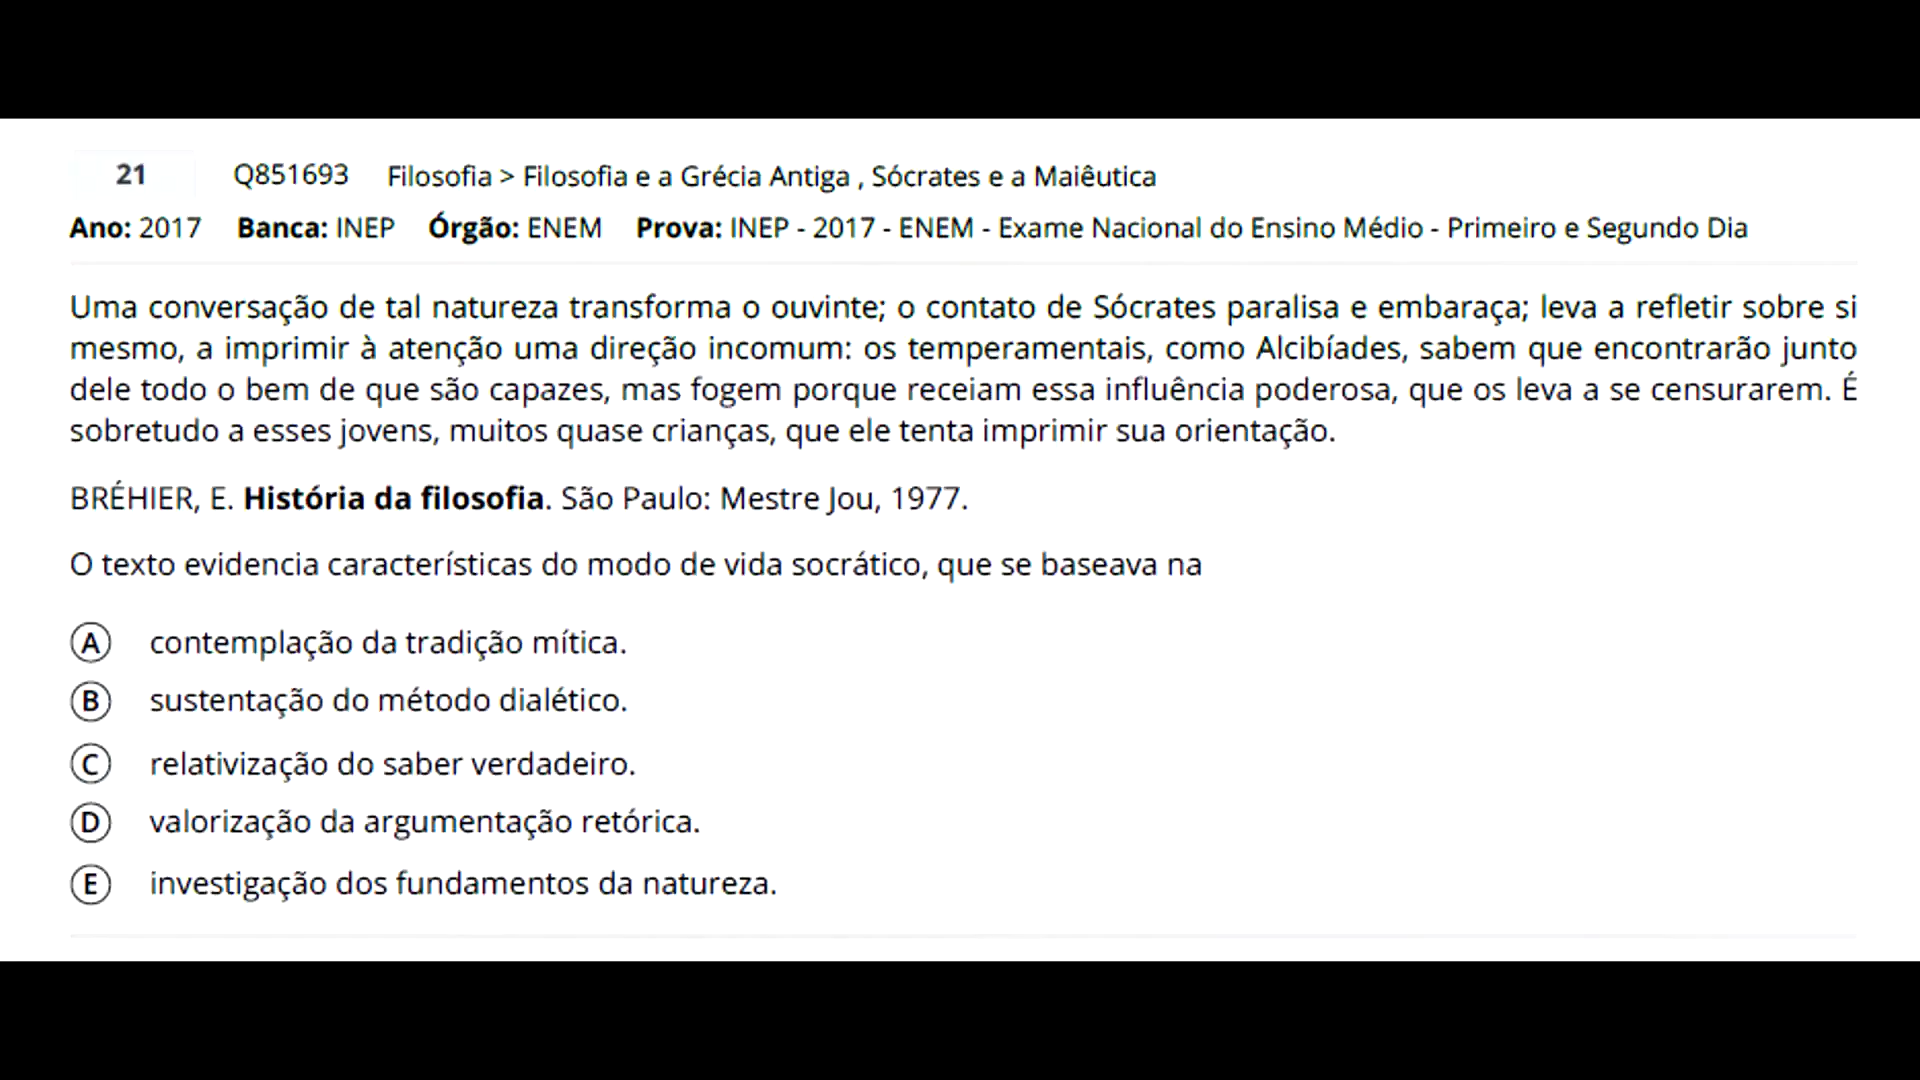 21 Q851693 Filosofia > Filosofia e a Grécia Antiga , Sócrates e a Maiêutica
Ano: 2017 Banca: INEP Órgão: ENEM Prova: INEP - 2017 - ENEM - Exame Nacional do Ensino Médio - Primeiro e Segundo Dia
Uma conversação de tal natureza transforma o ouvinte; o contato de Sócrates paralisa e embaraça; leva a refletir sobre si
mesmo, a imprimir à atenção uma direção incomum: os temperamentais, como Alcibíades, sabem que encontrarão junto
dele todo o bem de que são capazes, mas fogem porque receiam essa influência poderosa, que os leva a se censurarem. É
sobretudo a esses jovens, muitos quase crianças, que ele tenta imprimir sua orientação.
BRÉHIER, E. História da filosofia. São Paulo: Mestre Jou, 1977.
O texto evidencia características do modo de vida socrático, que se baseava na
A contemplação da tradição mítica.
B sustentação do método dialético.
C relativização do saber verdadeiro.
D valorização da argumentação retórica.
E investigação dos fundamentos da natureza.